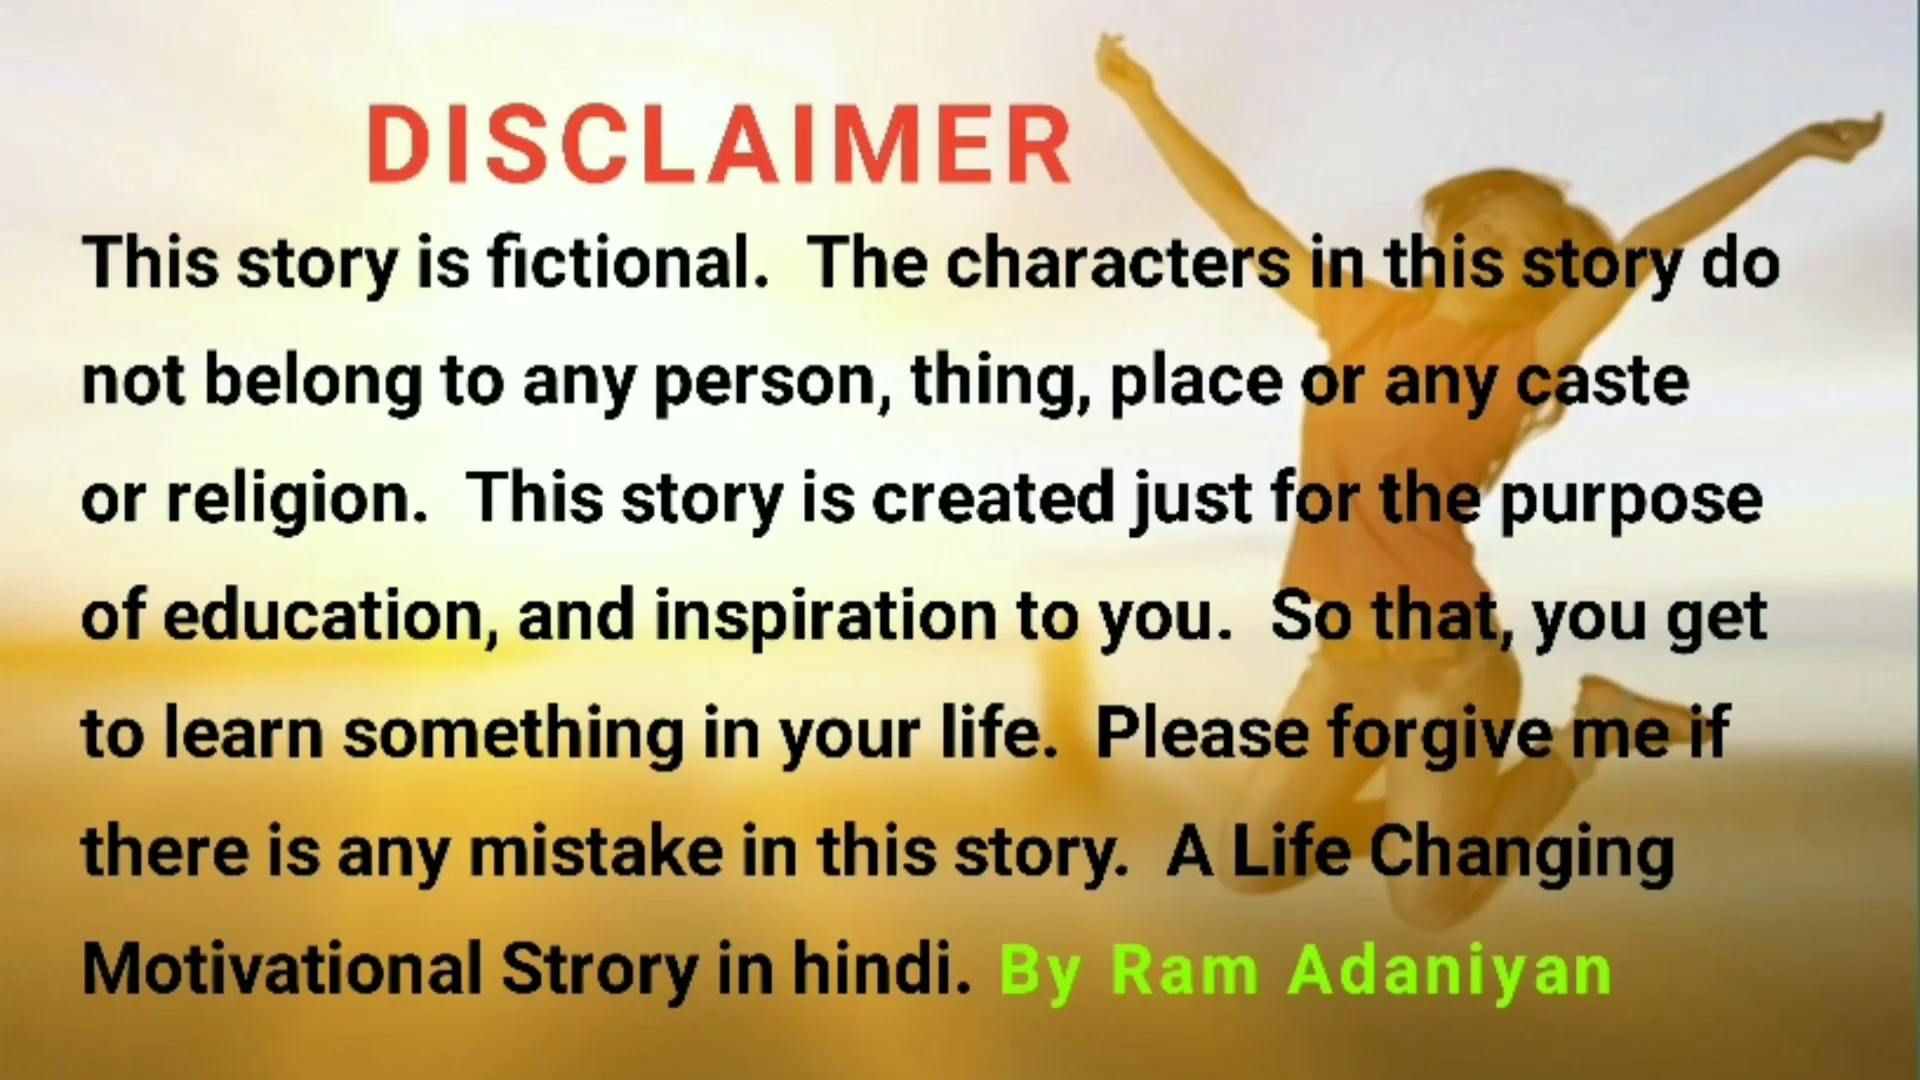 DISCLAIMER
This story is fictional.  The characters in this story do
not belong to any person, thing, place or any caste
or religion.  This story is created just for the purpose
of education, and inspiration to you.  So that, you get
to learn something in your life.  Please forgive me if
there is any mistake in this story.  A Life Changing
Motivational Strory in hindi. By Ram Adaniyan